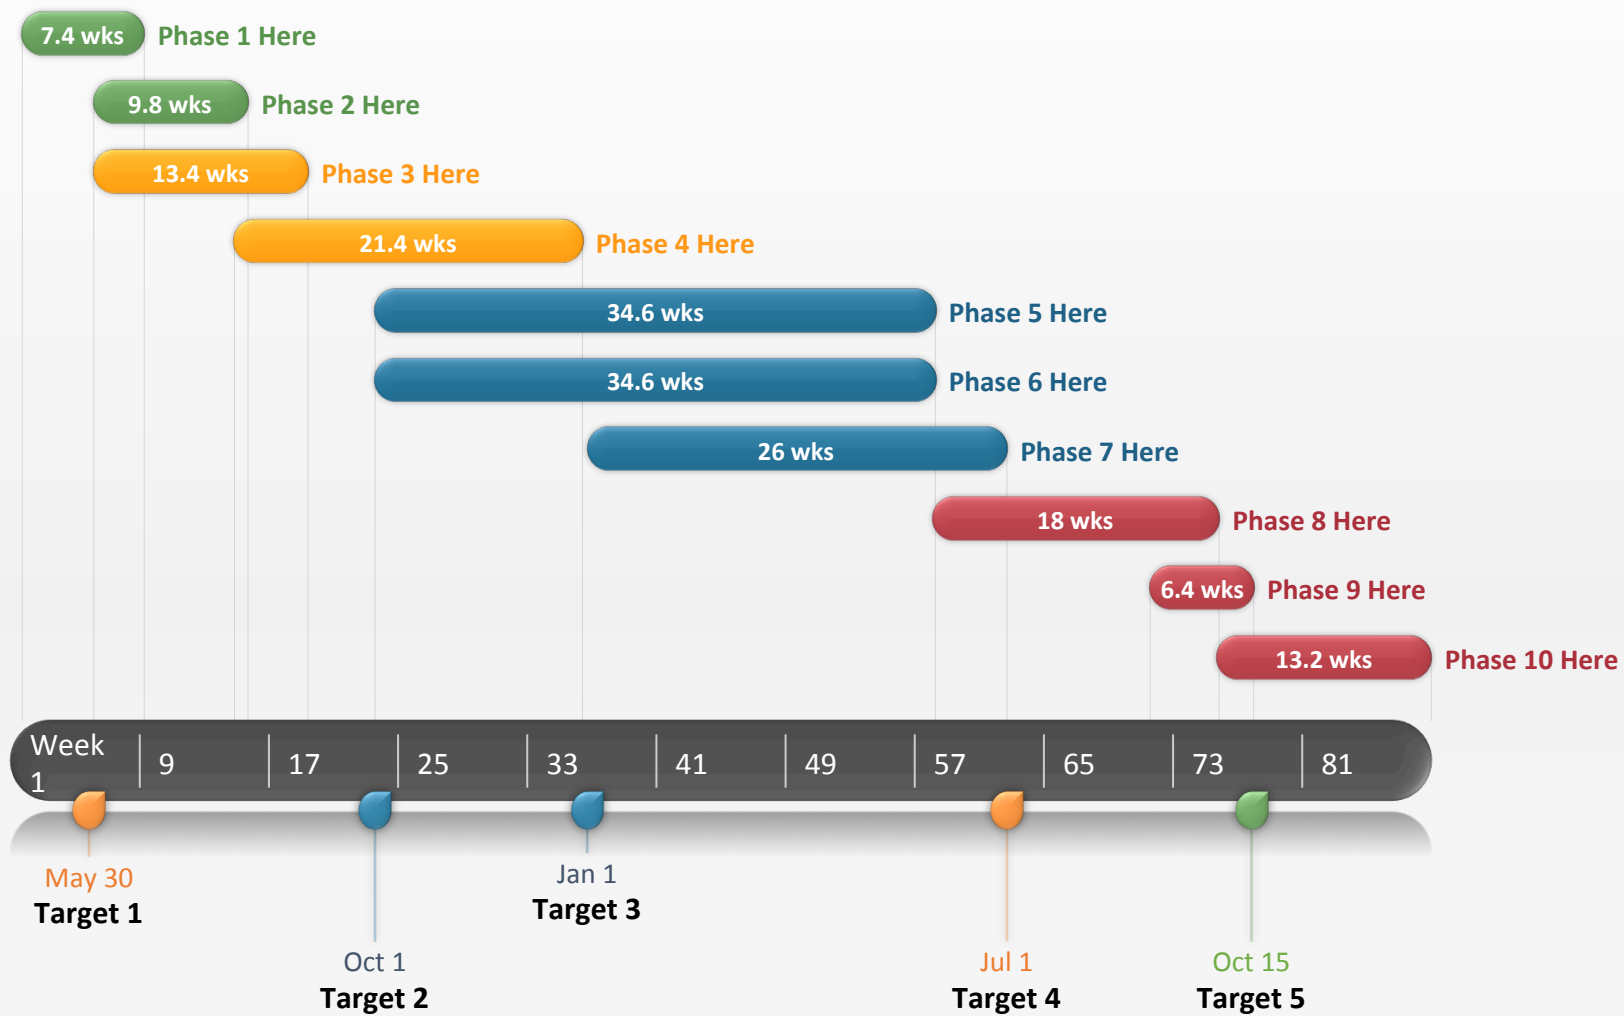 7.4 wks Phase 1 Here
9.8 wks Phase 2 Here
13.4 wks Phase 3 Here
21.4 wks Phase 4 Here
34.6 wks Phase 5 Here
34.6 wks Phase 6 Here
26 wks Phase 7 Here
18 wks Phase 8 Here
6.4 wks Phase 9 Here
13.2 wks Phase 10 Here
Week
1 9 17 25 33 41 49 57 65 73 81
May 30
Target 1
Jan 1
Target 3
Oct 1
Target 2
Jul 1
Target 4
Oct 15
Target 5